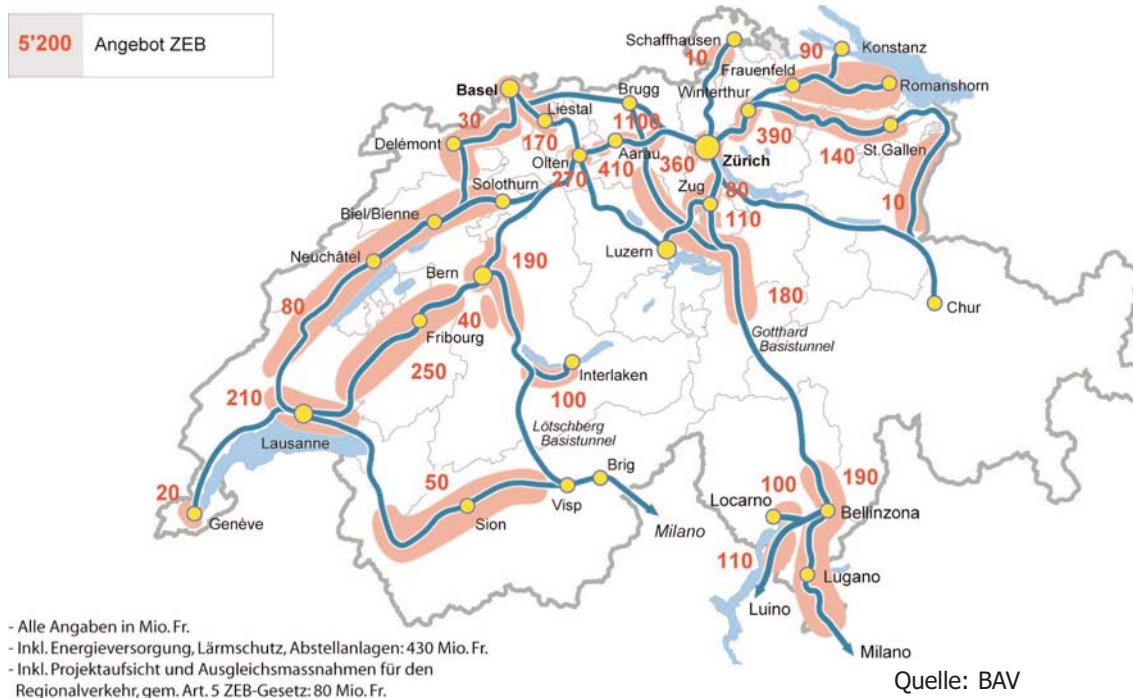 5'200 Angebot ZEB
Schaffhausen
10
90
Konstanz
Frauenfeld
Romanshorn
Winterthur
Basel
Brugg
Liestal
30
1100
390
Delémont
170
Aarau
360
Zürich
140
St.Gallen
Olten
410
270
Zug
80
Solothurn
110
10
Biel/Bienne
Luzern
Neuchâtel
190
Bern
180
80
40
Chur
Fribourg
Gotthard
Basistunnel
250
Interlaken
100
210
Lötschberg
Basistunnel
Lausanne
Brig
190
50
100
20
Visp
Locarno
Genève
Sion
Milano
Bellinzona
110
Lugano
Luino
Milano
- Alle Angaben in Mio. Fr.
- Inkl. Energieversorgung, Lärmschutz, Abstellanlagen: 430 Mio. Fr.
- Inkl. Projektaufsicht und Ausgleichsmassnahmen für den
Regionalverkehr, gem. Art. 5 ZEB-Gesetz: 80 Mio. Fr.
Quelle: BAV